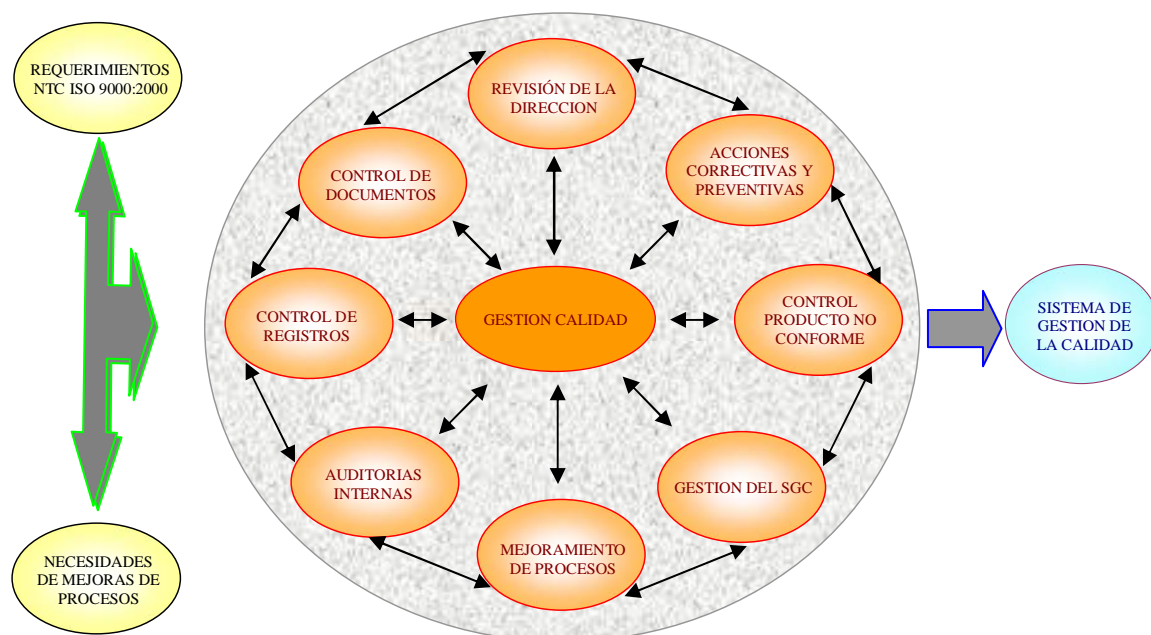 REQUERIMIENTOS
NTC ISO 9000:2000
REVISIÓN DE LA
DIRECCION
ACCIONES
CORRECTIVAS Y
PREVENTIVAS
CONTROL DE
DOCUMENTOS
CONTROL DE
REGISTROS
GESTION CALIDAD
CONTROL
PRODUCTO NO
CONFORME
SISTEMA DE
GESTION DE
LA CALIDAD
AUDITORIAS
INTERNAS
GESTION DEL SGC
MEJORAMIENTO
DE PROCESOS
NECESIDADES
DE MEJORAS DE
PROCESOS